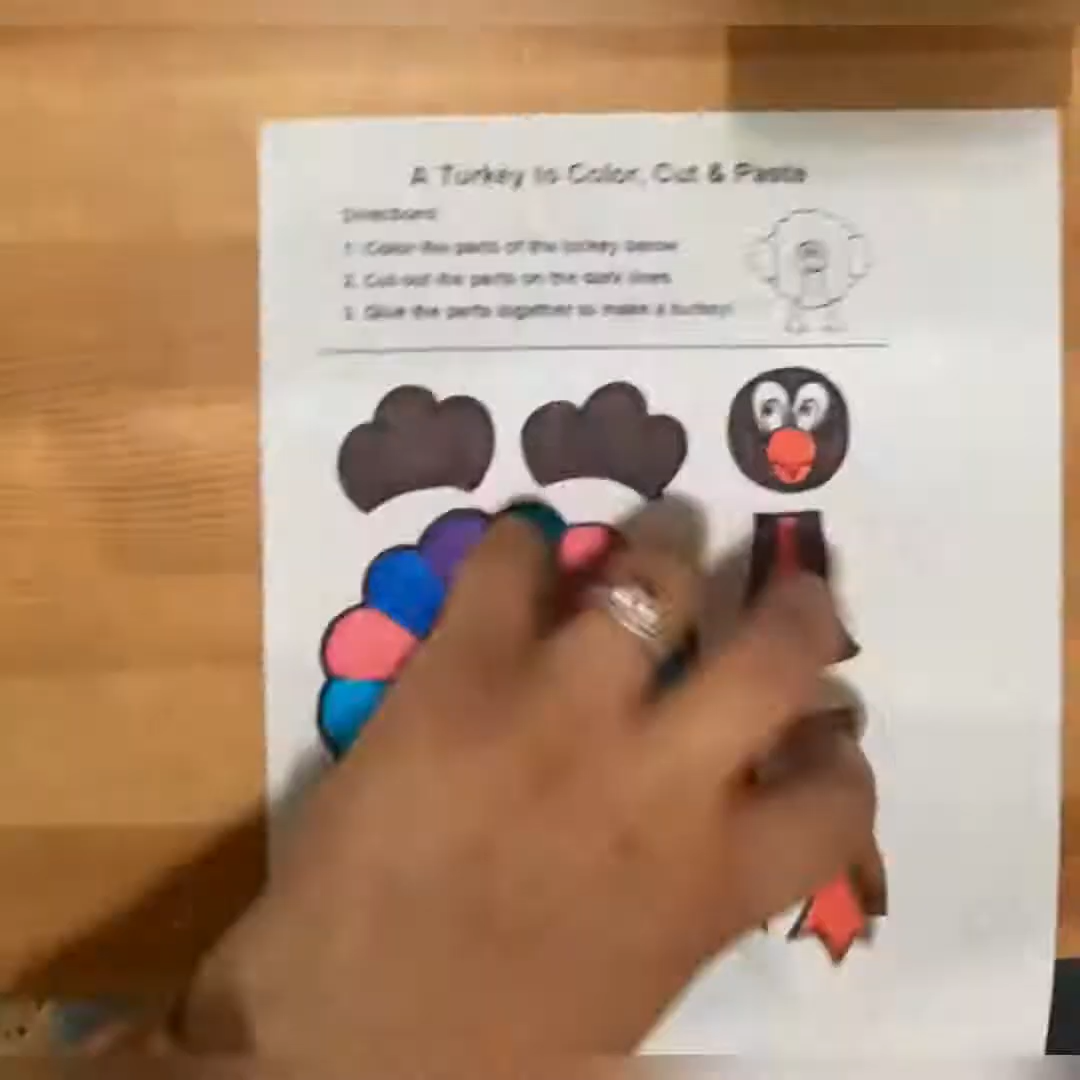 A Turkey to Color, Cut & Paste
Directions:
1. Color the parts of the turkey below
2. Cut out the parts on the dark lines
3. Glue the parts together to make a turkey!